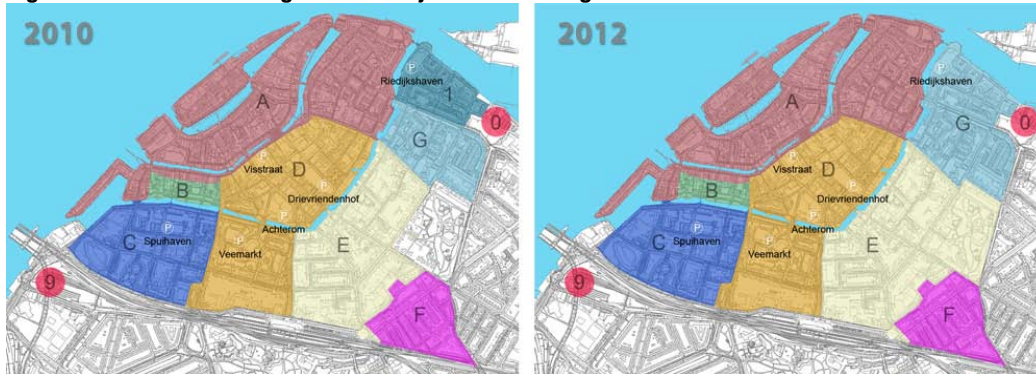 2010
A
P
Riedijkshaven
1
0
G
P
Visstraat
D
P
Drievriendenhof
B
P
Achterom
C
P
Spuihaven
P
Veemarkt
E
9
F
2012
A
P
Riedijkshaven
0
G
P
Visstraat
D
P
Drievriendenhof
B
P
Achterom
C
P
Spuihaven
P
Veemarkt
E
9
F